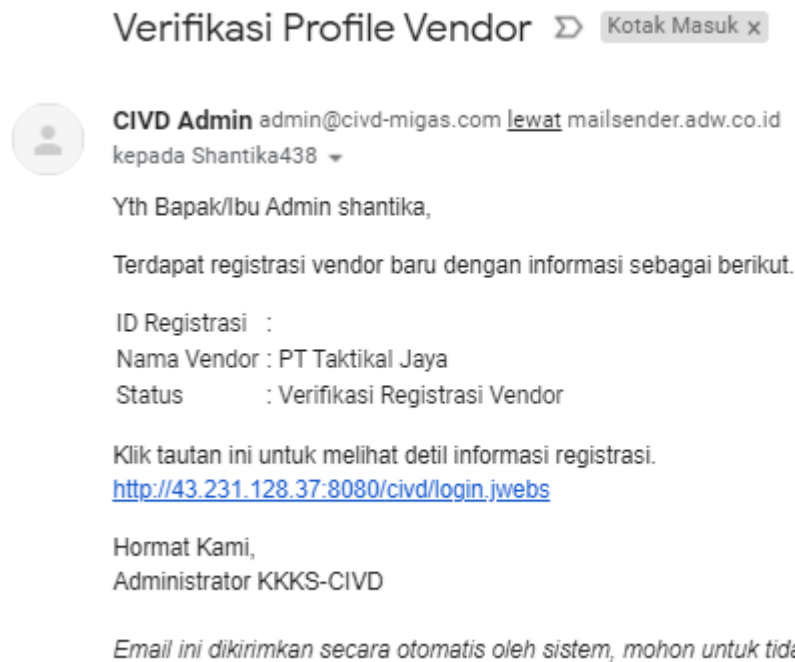 Verifikasi Profile Vendor Kotak Masuk x
CIVD Admin admin@civd-migas.com lewat mailsender.adw.co.id
kepada Shantika438
Yth Bapak/Ibu Admin shantika,
Terdapat registrasi vendor baru dengan informasi sebagai berikut.
ID Registrasi :
Nama Vendor : PT Taktikal Jaya
Status : Verifikasi Registrasi Vendor
Klik tautan ini untuk melihat detil informasi registrasi.
http://43.231.128.37:8080/civd/login.jwebs
Hormat Kami,
Administrator KKKS-CIVD
Email ini dikirimkan secara otomatis oleh sistem, mohon untuk